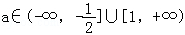 a∈(-∞, -1/2]∪[1, +∞)